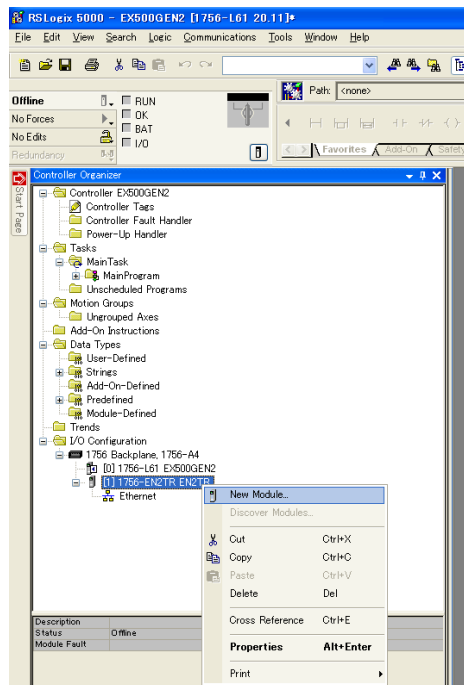 RSLogix 5000 - EX500GEN2 [1756-L61 20.11]*
File Edit View Search Logic Communications Tools Window Help
Path: <none>
Offline
RUN
No Forces
OK
BAT
No Edits
I/O
Redundancy
Favorites Add-On Safety
Controller Organizer
Start Page
Controller EX500GEN2
Controller Tags
Controller Fault Handler
Power-Up Handler
Tasks
MainTask
MainProgram
Unscheduled Programs
Motion Groups
Ungrouped Axes
Add-On Instructions
Data Types
User-Defined
Strings
Add-On-Defined
Predefined
Module-Defined
Trends
I/O Configuration
1756 Backplane, 1756-A4
[0] 1756-L61 EX500GEN2
[1] 1756-EN2TR EN2TR
Ethernet
New Module...
Discover Modules...
Cut Ctrl+X
Copy Ctrl+C
Paste Ctrl+V
Delete Del
Cross Reference Ctrl+E
Properties Alt+Enter
Print
Description
Status Offline
Module Fault